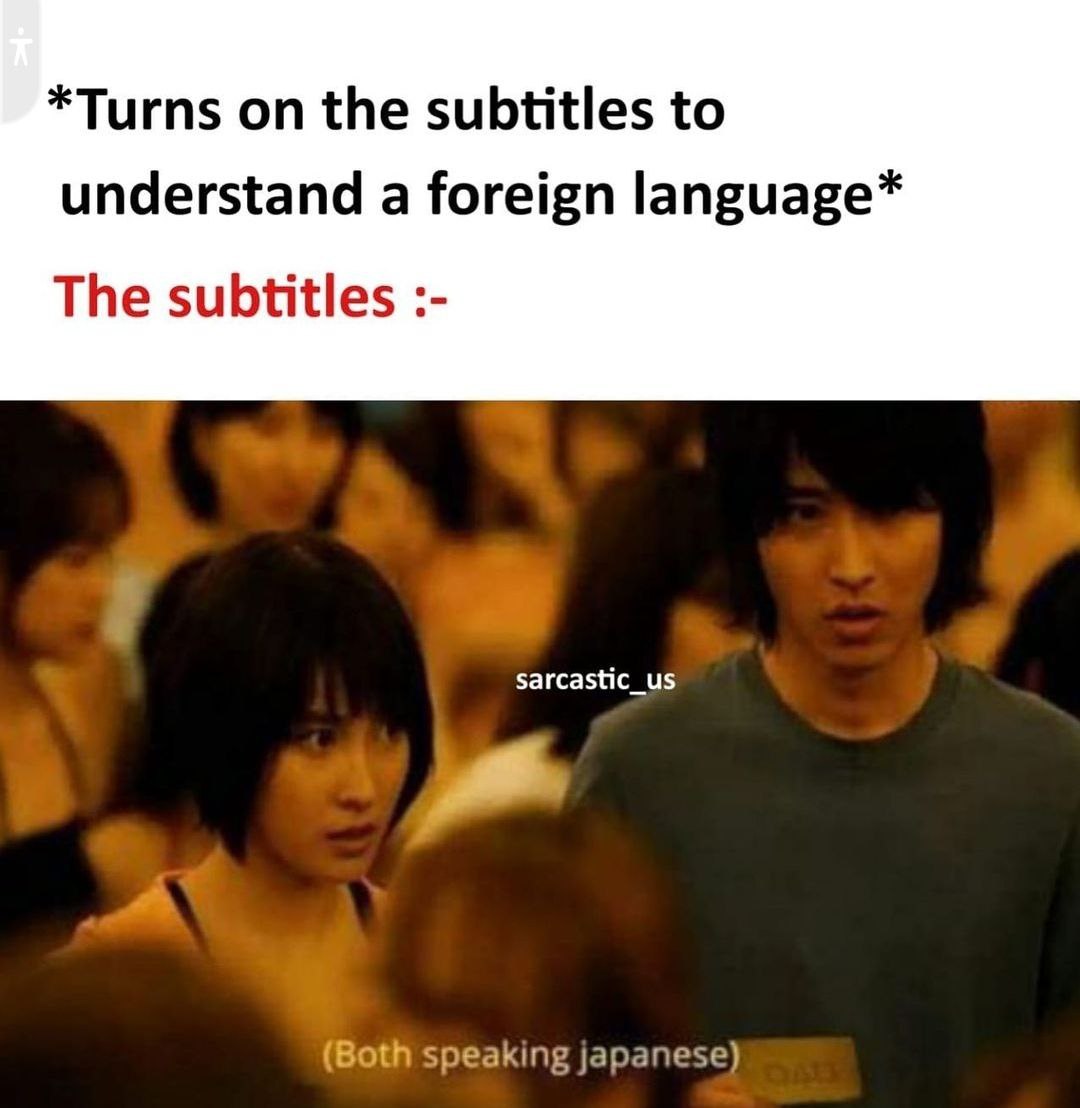 *Turns on the subtitles to
understand a foreign language*
The subtitles :-
sarcastic_us
(Both speaking japanese)